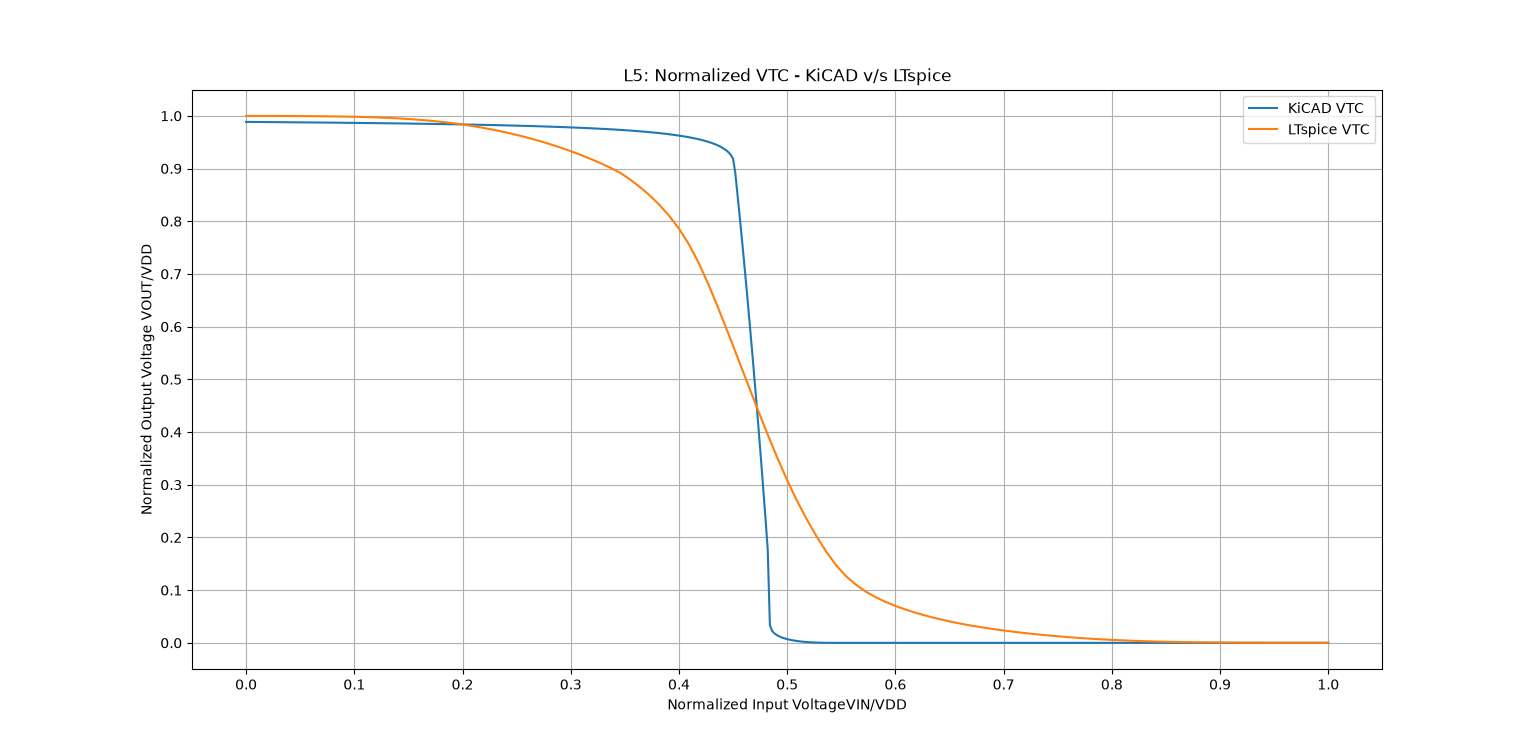 L5: Normalized VTC - KiCAD v/s LTspice
KiCAD VTC
LTspice VTC
Normalized Output Voltage VOUT/VDD
1.0
0.9
0.8
0.7
0.6
0.5
0.4
0.3
0.2
0.1
0.0
0.0 0.1 0.2 0.3 0.4 0.5 0.6 0.7 0.8 0.9 1.0
Normalized Input VoltageVIN/VDD